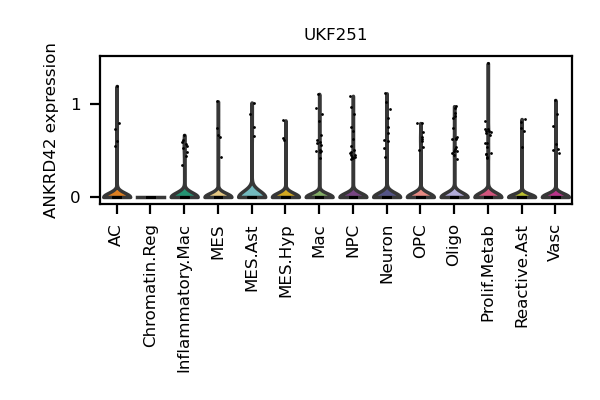 UKF251
ANKRD42 expression
1
0
AC
Chromatin.Reg
Inflammatory.Mac
MES
MES.Ast
MES.Hyp
Mac
NPC
Neuron
OPC
Oligo
Prolif.Metab
Reactive.Ast
Vasc